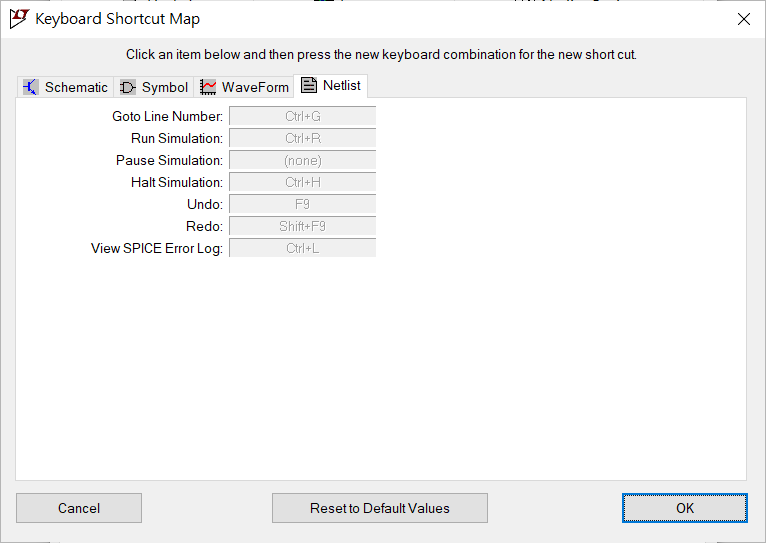 Keyboard Shortcut Map
Click an item below and then press the new keyboard combination for the new short cut.
Schematic Symbol WaveForm Netlist
Goto Line Number: Ctrl+G
Run Simulation: Ctrl+R
Pause Simulation: (none)
Halt Simulation: Ctrl+H
Undo: F9
Redo: Shift+F9
View SPICE Error Log: Ctrl+L
Cancel Reset to Default Values OK